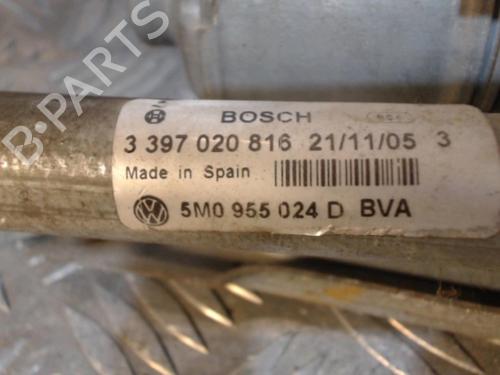 BOSCH
3 397 020 816 21/11/05 3
Made in Spain
5M0 955 024 D BVA
B-PARTS